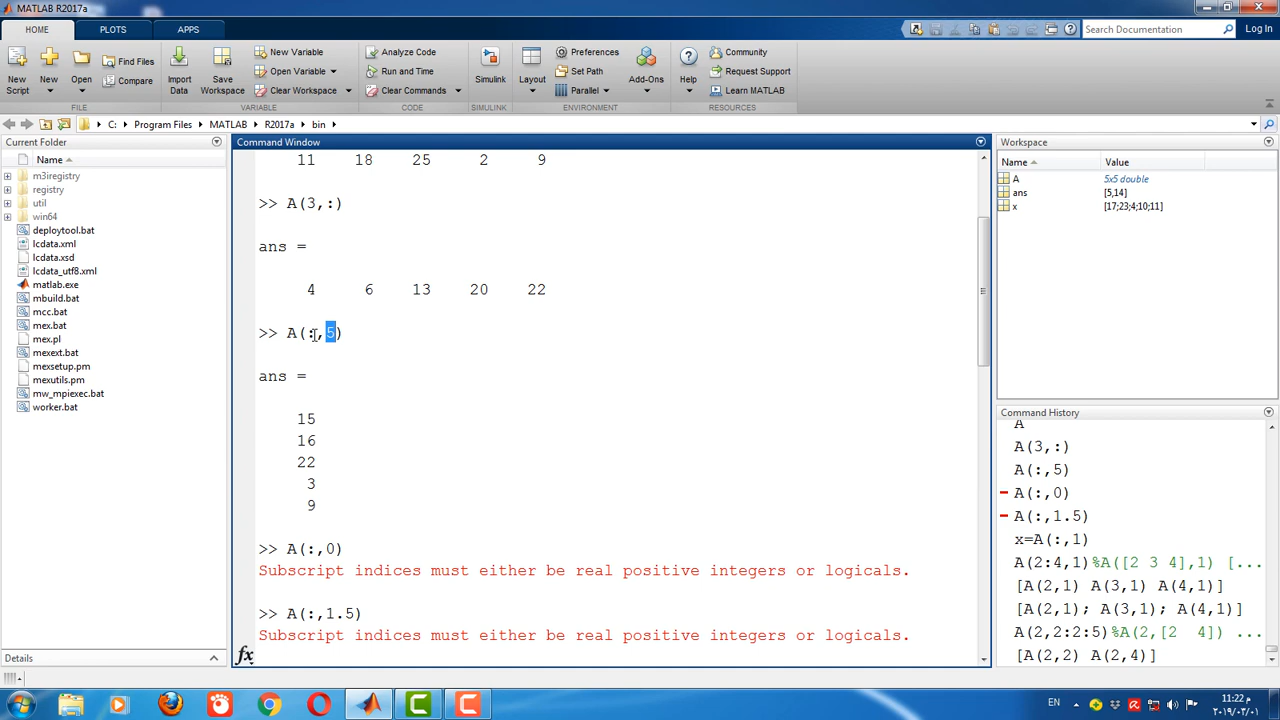 MATLAB R2017a
HOME PLOTS APPS
Search Documentation
Log In
New Script
New
Open
Find Files
Compare
Import Data
Save Workspace
New Variable
Open Variable
Clear Workspace
Analyze Code
Run and Time
Clear Commands
Simulink
Layout
Preferences
Set Path
Parallel
Add-Ons
Help
Community
Request Support
Learn MATLAB
FILE VARIABLE CODE SIMULINK ENVIRONMENT RESOURCES
C: Program Files MATLAB R2017a bin
Current Folder
Name
m3iregistry
registry
util
win64
deploytool.bat
lcdata.xml
lcdata.xsd
lcdata_utf8.xml
matlab.exe
mbuild.bat
mcc.bat
mex.bat
mex.pl
mexext.bat
mexsetup.pm
mexutils.pm
mw_mpiexec.bat
worker.bat
Details
Command Window
11 18 25 2 9
>> A(3,:)
ans =
4 6 13 20 22
>> A(:,5)
ans =
15
16
22
3
9
>> A(:,0)
Subscript indices must either be real positive integers or logicals.
>> A(:,1.5)
Subscript indices must either be real positive integers or logicals.
fx
Workspace
Name Value
A 5x5 double
ans [5,14]
x [17;23;4;10;11]
Command History
A
A(3,:)
A(:,5)
A(:,0)
A(:,1.5)
x=A(:,1)
A(2:4,1)%A([2 3 4],1) [...
[A(2,1) A(3,1) A(4,1)]
[A(2,1); A(3,1); A(4,1)]
A(2,2:2:5)%A(2,[2 4]) ...
[A(2,2) A(2,4)]
EN
11:22 م
٢٠١٩/٠٣/٠١